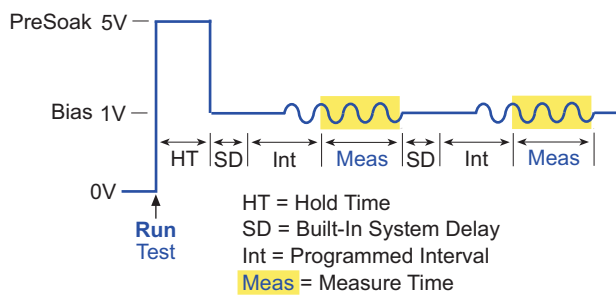 PreSoak 5V
Bias 1V
HT SD Int Meas SD Int Meas
0V
Run
Test
HT = Hold Time
SD = Built-In System Delay
Int = Programmed Interval
Meas = Measure Time